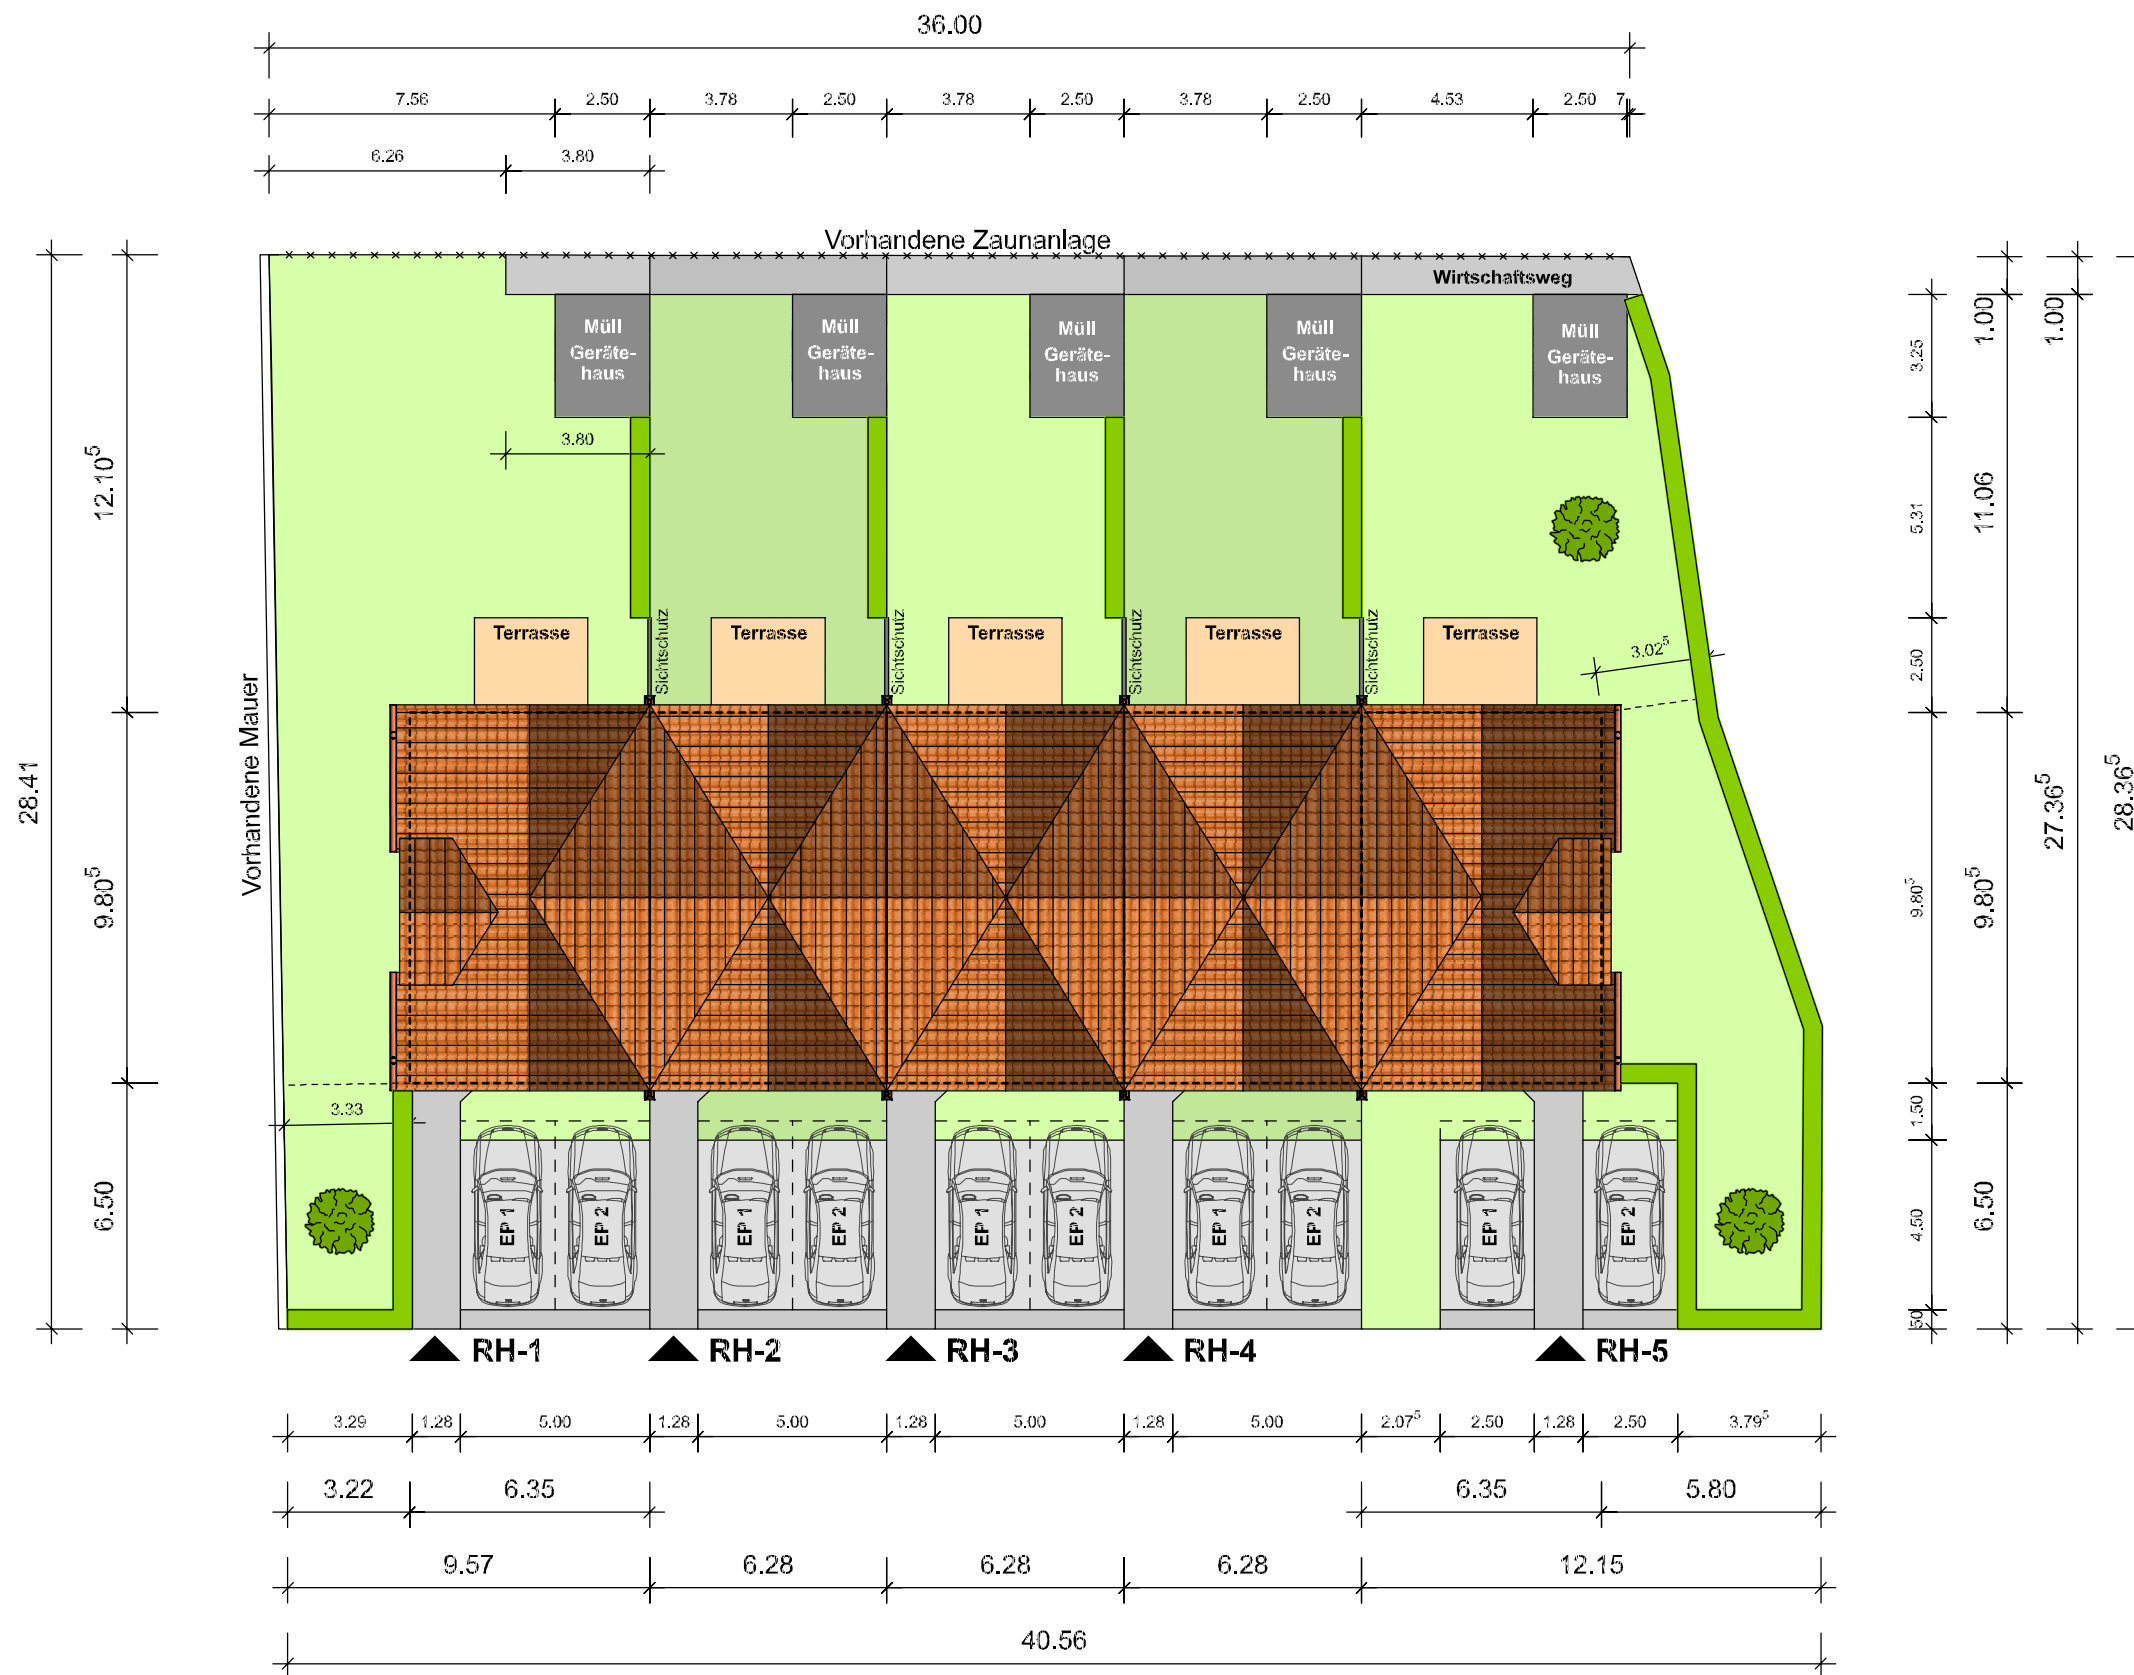 36.00
7.56 2.50 3.78 2.50 3.78 2.50 3.78 2.50 4.53 2.50 7
6.26 3.80
Vorhandene Zaunanlage
Wirtschaftsweg
Müll
Geräte-
haus
Müll
Geräte-
haus
Müll
Geräte-
haus
Müll
Geräte-
haus
Müll
Geräte-
haus
3.80
Terrasse
Sichtschutz
Terrasse
Sichtschutz
Terrasse
Sichtschutz
Terrasse
Sichtschutz
Terrasse
3.02⁵
Vorhandene Mauer
28.41
12.10⁵
9.80⁵
6.50
3.25
5.31
2.50
9.80⁵
1.50
4.50
50
1.00
11.06
9.80⁵
6.50
1.00
27.36⁵
28.36⁵
3.33
EP 1 EP 2 EP 1 EP 2 EP 1 EP 2 EP 1 EP 2 EP 1 EP 2
RH-1 RH-2 RH-3 RH-4 RH-5
3.29 1.28 5.00 1.28 5.00 1.28 5.00 1.28 5.00 2.07⁵ 2.50 1.28 2.50 3.79⁵
3.22 6.35 6.35 5.80
9.57 6.28 6.28 6.28 12.15
40.56